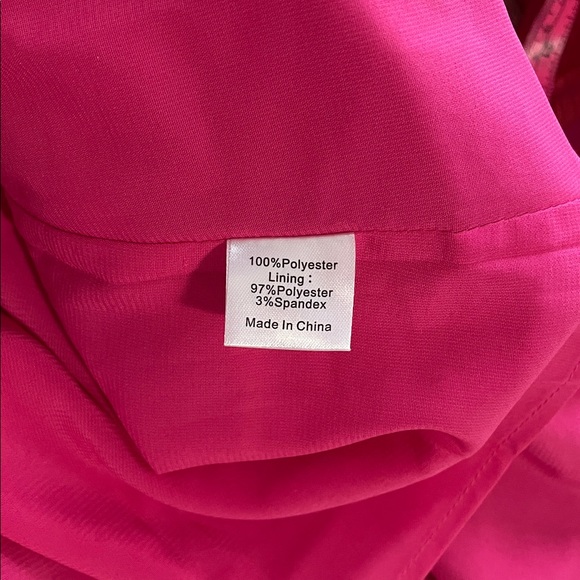 100%Polyester
Lining：
97%Polyester
3%Spandex
Made In China